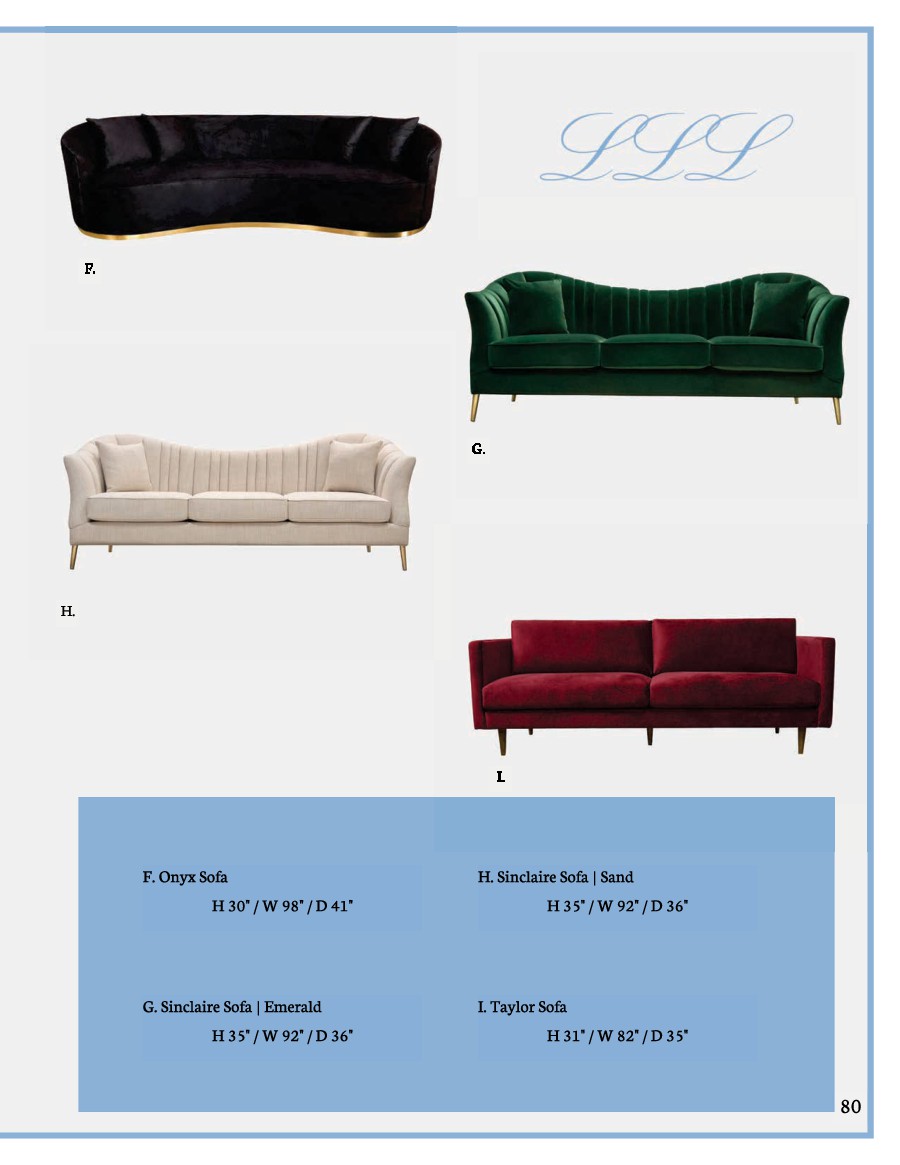 LLL
F.
G.
H.
I.
F. Onyx Sofa
H 30" / W 98" / D 41"
H. Sinclaire Sofa | Sand
H 35" / W 92" / D 36"
G. Sinclaire Sofa | Emerald
H 35" / W 92" / D 36"
I. Taylor Sofa
H 31" / W 82" / D 35"
80